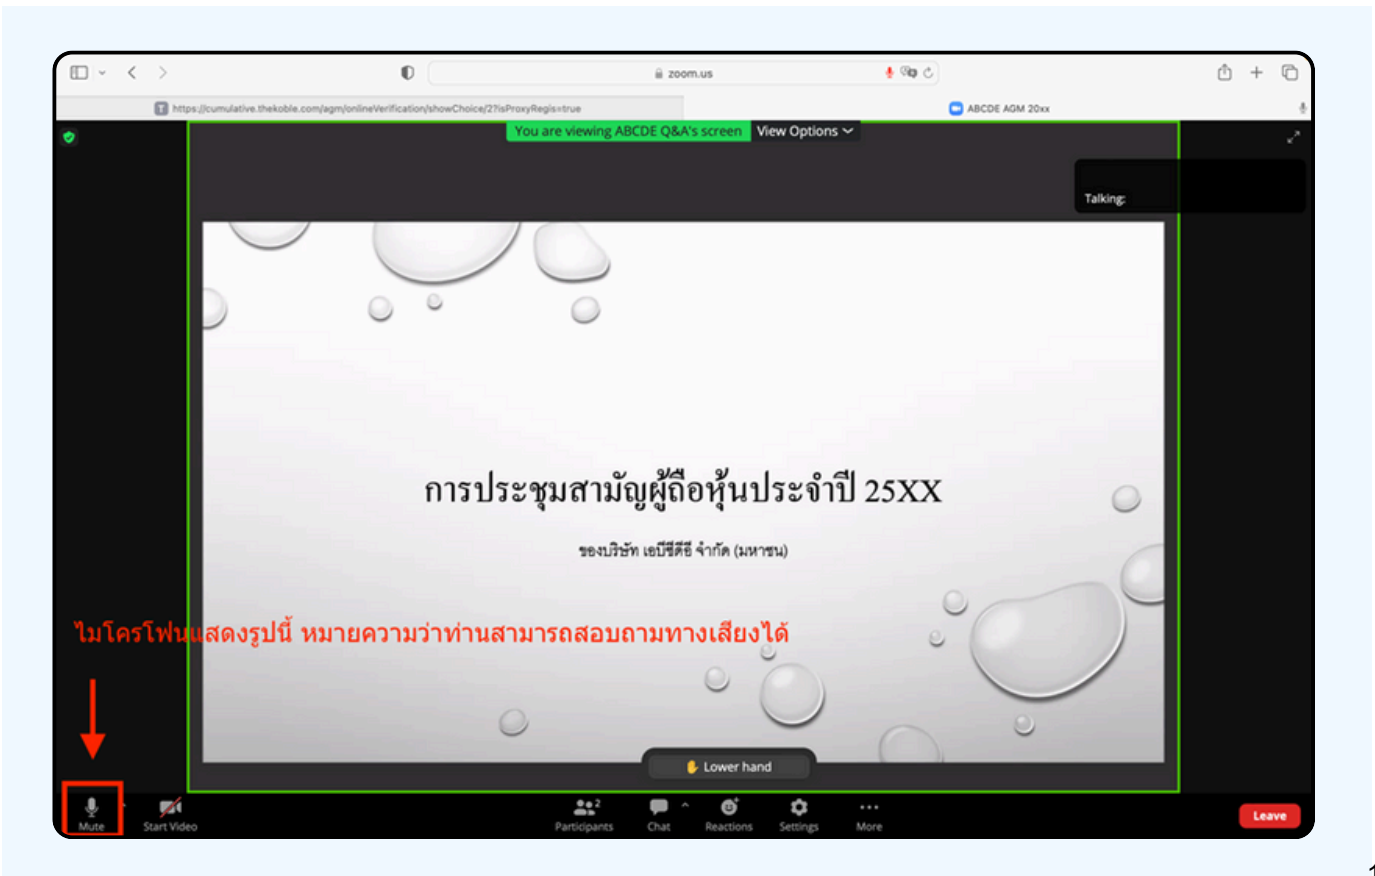 zoom.us
https://cumulative.thekoble.com/agm/onlineVerification/showChoice/2?isProxyRegis=true
ABCDE AGM 20xx
You are viewing ABCDE Q&A's screen View Options
Talking:
การประชุมสามัญผู้ถือหุ้นประจำปี 25XX
ของบริษัท เอบีซีดีอี จำกัด (มหาชน)
ไมโครโฟนแสดงรูปนี้ หมายความว่าท่านสามารถสอบถามทางเสียงได้
Lower hand
Mute
Start Video
2
Participants
Chat
Reactions
Settings
More
Leave